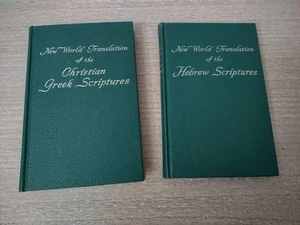 New World Translation
of the
Christian
Greek Scriptures
New World Translation
of the
Hebrew Scriptures